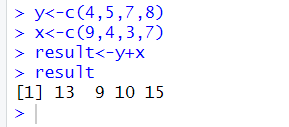 > y<-c(4,5,7,8)
> x<-c(9,4,3,7)
> result<-y+x
> result
[1] 13  9 10 15
>